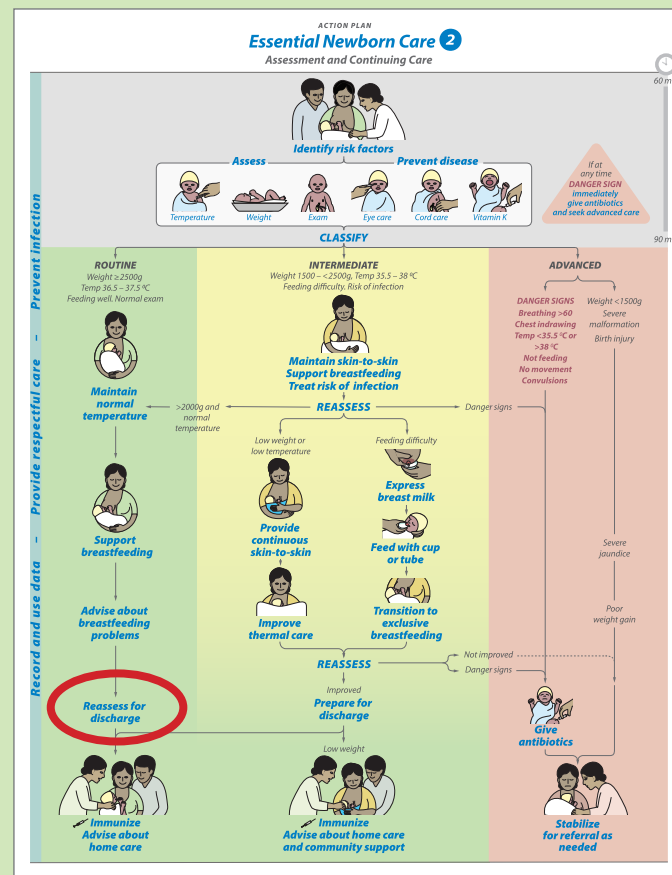 ACTION PLAN
Essential Newborn Care 2
Assessment and Continuing Care
60 m
Identify risk factors
Assess
Prevent disease
Temperature
Weight
Exam
Eye care
Cord care
Vitamin K
If at
any time
DANGER SIGN
immediately
give antibiotics
and seek advanced care
CLASSIFY
90 m
Prevent infection
–
Provide respectful care
–
Record and use data
ROUTINE
Weight ≥2500g
Temp 36.5 – 37.5 ºC
Feeding well. Normal exam
Maintain
normal
temperature
Support
breastfeeding
Advise about
breastfeeding
problems
Reassess for
discharge
Immunize
Advise about
home care
INTERMEDIATE
Weight 1500 – <2500g, Temp 35.5 – 38 ºC
Feeding difficulty. Risk of infection
Maintain skin-to-skin
Support breastfeeding
Treat risk of infection
REASSESS
>2000g and
normal
temperature
Danger signs
Low weight or
low temperature
Provide
continuous
skin-to-skin
Improve
thermal care
Feeding difficulty
Express
breast milk
Feed with cup
or tube
Transition to
exclusive
breastfeeding
REASSESS
Not improved
Danger signs
Improved
Prepare for
discharge
Low weight
Immunize
Advise about home care
and community support
ADVANCED
DANGER SIGNS
Breathing >60
Chest indrawing
Temp <35.5 ºC or
>38 ºC
Not feeding
No movement
Convulsions
Weight <1500g
Severe
malformation
Birth injury
Severe
jaundice
Poor
weight gain
Give
antibiotics
Stabilize
for referral as
needed